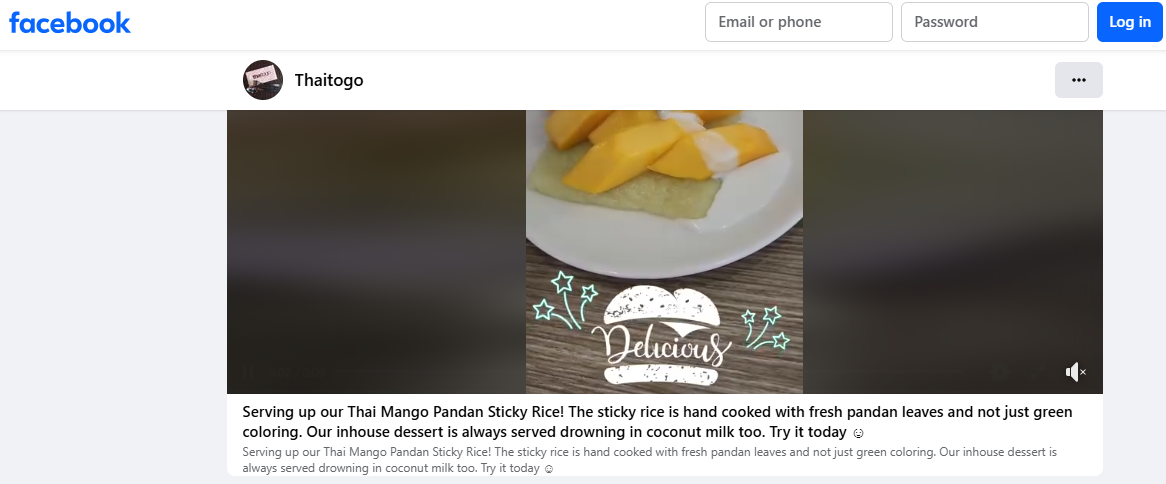 facebook
Email or phone
Password
Log in
Thaitogo
Delicious
Serving up our Thai Mango Pandan Sticky Rice! The sticky rice is hand cooked with fresh pandan leaves and not just green
coloring. Our inhouse dessert is always served drowning in coconut milk too. Try it today ☺
Serving up our Thai Mango Pandan Sticky Rice! The sticky rice is hand cooked with fresh pandan leaves and not just green coloring. Our inhouse dessert is
always served drowning in coconut milk too. Try it today ☺